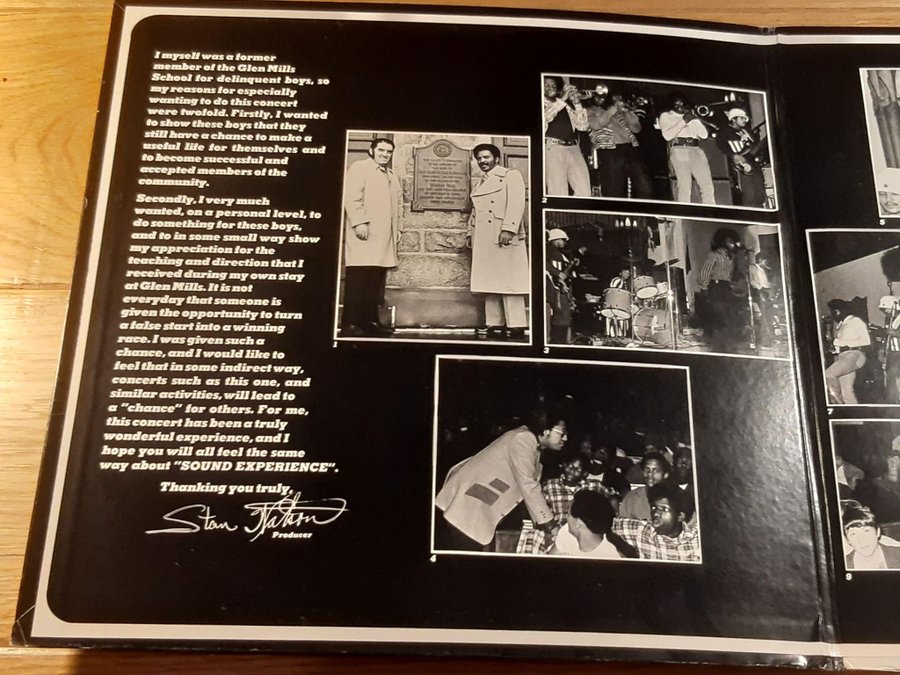 I myself was a former
member of the Glen Mills
School for delinquent boys, so
my reasons for especially
wanting to do this concert
were twofold. Firstly, I wanted
to show these boys that they
still have a chance to make a
useful life for themselves and
to become successful and
accepted members of the
community.
Secondly, I very much
wanted, on a personal level, to
do something for these boys,
and to in some small way show
my appreciation for the
teaching and direction that I
received during my own stay
at Glen Mills. It is not
everyday that someone is
given the opportunity to turn
a false start into a winning
race. I was given such a
chance, and I would like to
feel that in some indirect way,
concerts such as this one, and
similar activities, will lead to
a "chance" for others. For me,
this concert has been a truly
wonderful experience, and I
hope you will all feel the same
way about "SOUND EXPERIENCE".
Thanking you truly,
Stan Watson
Producer
1
2
3
4
7
9